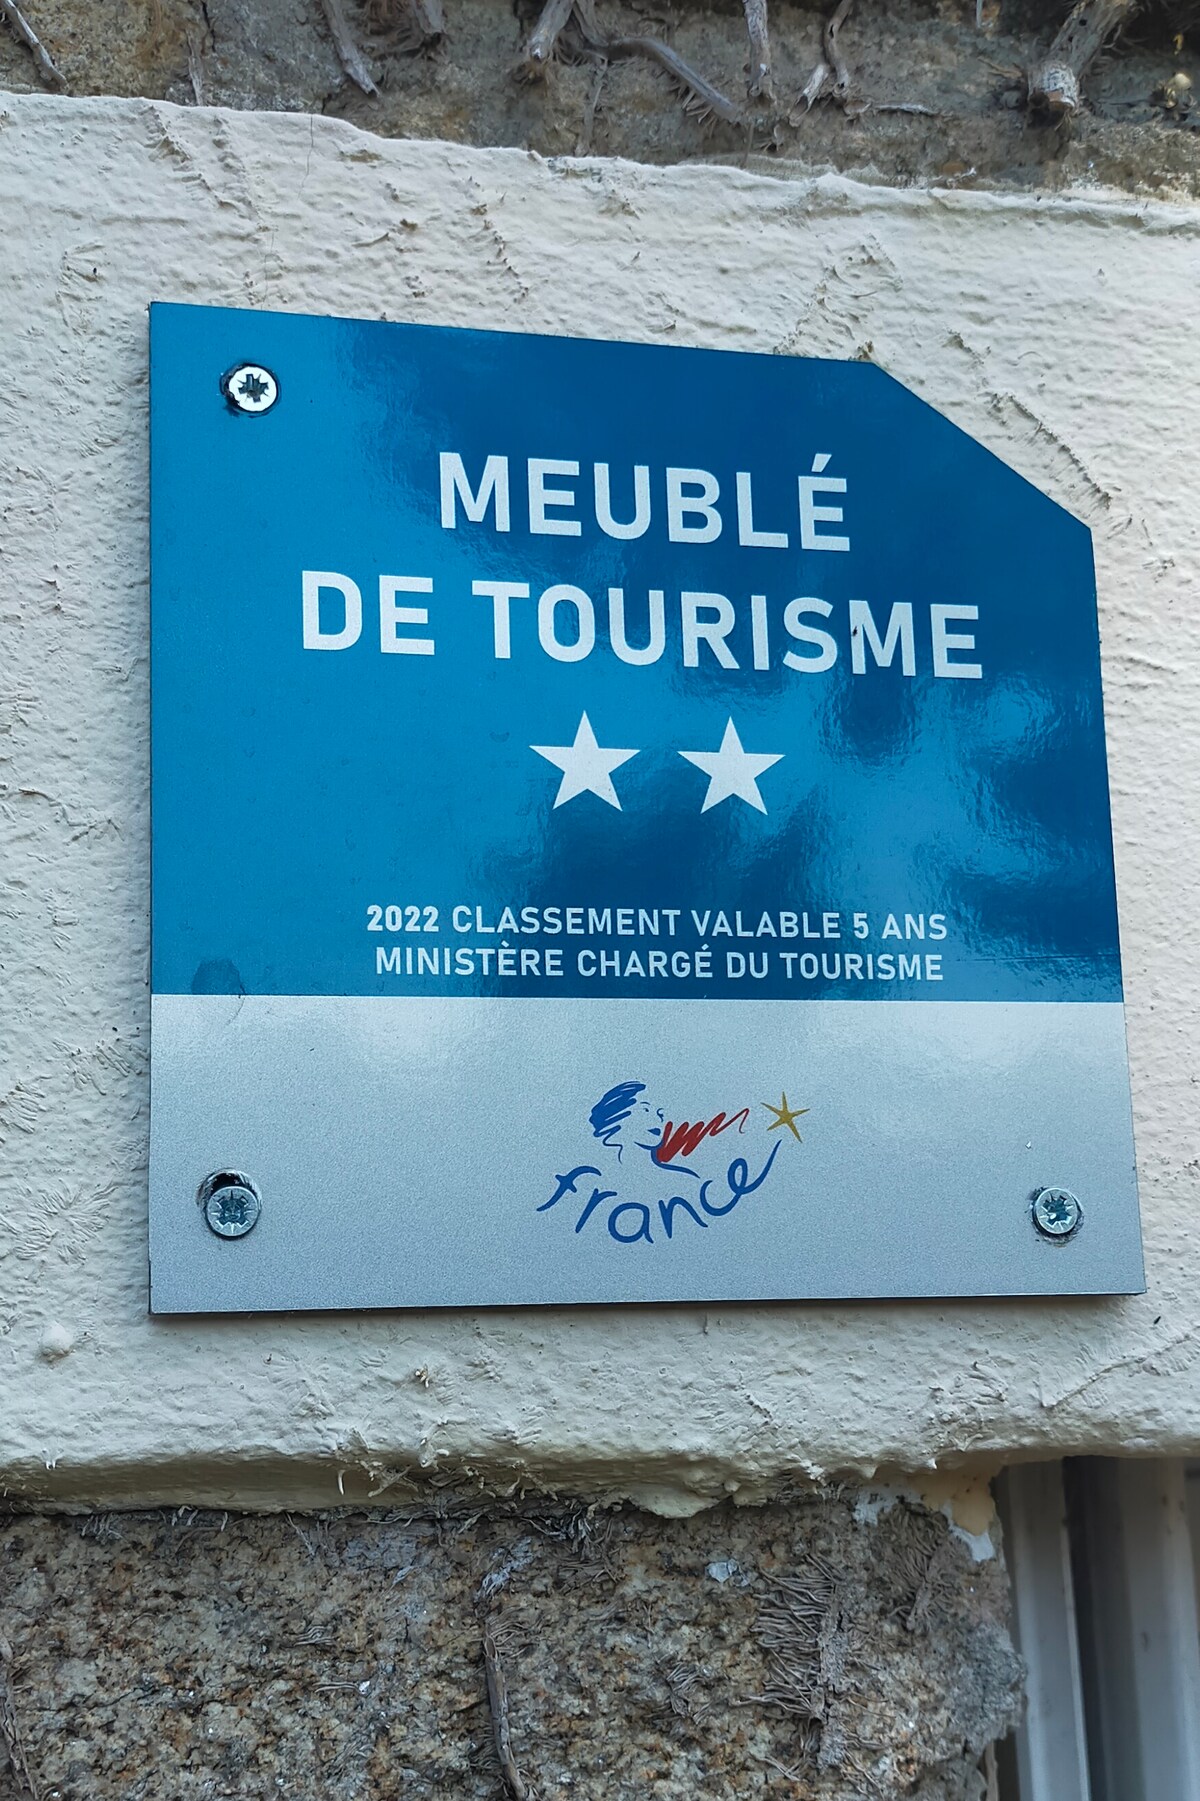 MEUBLÉ
DE TOURISME
2022 CLASSEMENT VALABLE 5 ANS
MINISTÈRE CHARGÉ DU TOURISME
france